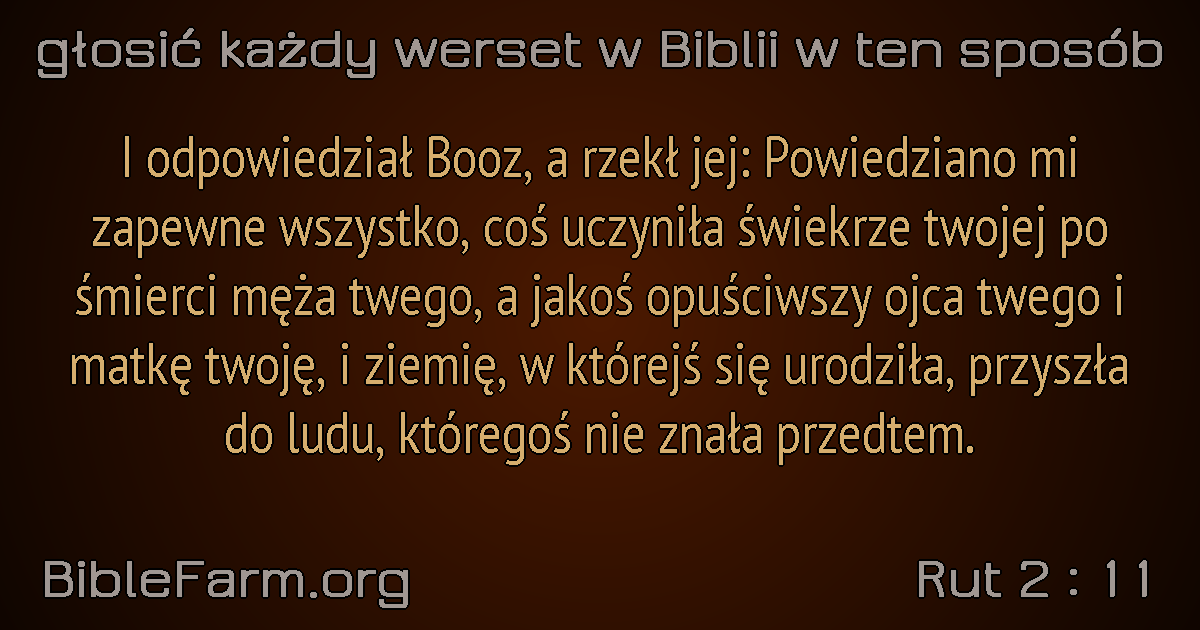 głosić każdy werset w Biblii w ten sposób
I odpowiedział Booz, a rzekł jej: Powiedziano mi
zapewne wszystko, coś uczyniła świekrze twojej po
śmierci męża twego, a jakoś opuściwszy ojca twego i
matkę twoję, i ziemię, w którejś się urodziła, przyszła
do ludu, któregoś nie znała przedtem.
BibleFarm.org
Rut 2 : 11